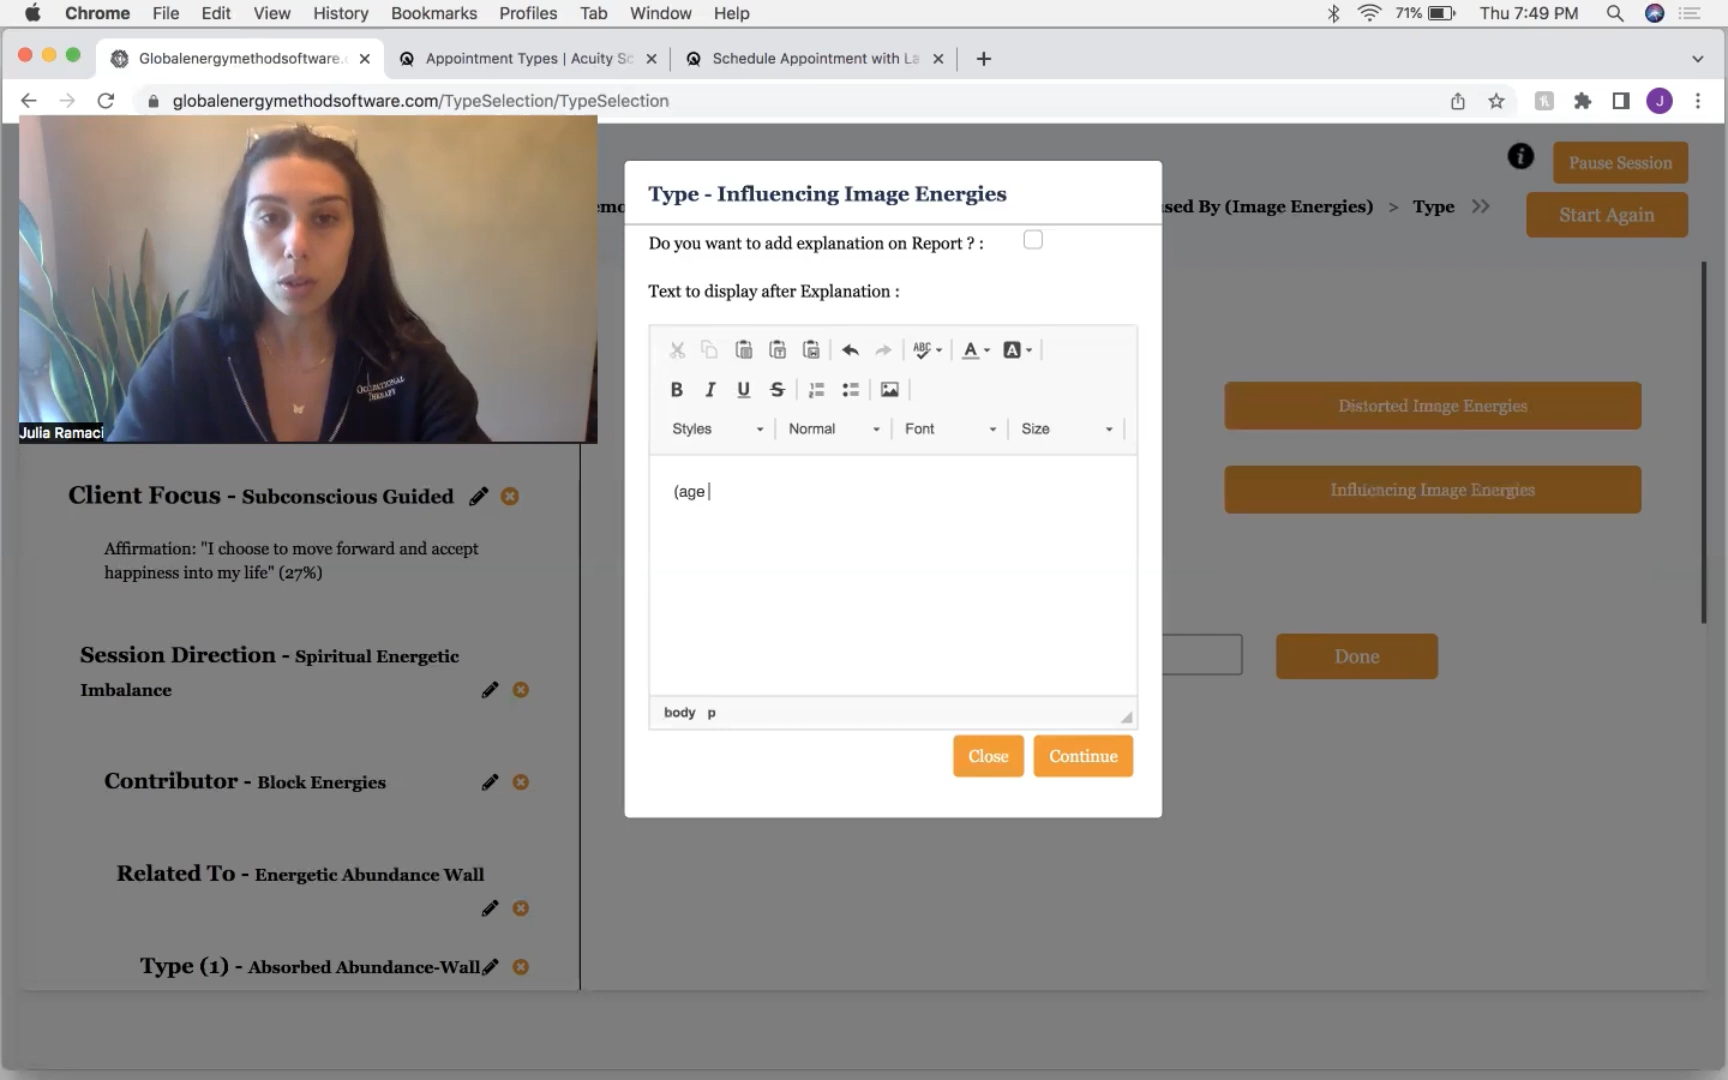 Chrome File Edit View History Bookmarks Profiles Tab Window Help
71% Thu 7:49 PM
Globalenergymethodsoftware.c
Appointment Types | Acuity Sc
Schedule Appointment with La
globalenergymethodsoftware.com/TypeSelection/TypeSelection
J
OCCUPATIONAL
THERAPY
Julia Ramaci
sed By (Image Energies) > Type >>
Pause Session
Start Again
Client Focus - Subconscious Guided
Affirmation: "I choose to move forward and accept
happiness into my life" (27%)
Session Direction - Spiritual Energetic
Imbalance
Contributor - Block Energies
Related To - Energetic Abundance Wall
Type (1) - Absorbed Abundance-Wall
Type - Influencing Image Energies
Do you want to add explanation on Report ? :
Text to display after Explanation :
ABC
A
A
B I U S
Styles Normal Font Size
(age
body p
Close Continue
Distorted Image Energies
Influencing Image Energies
Done